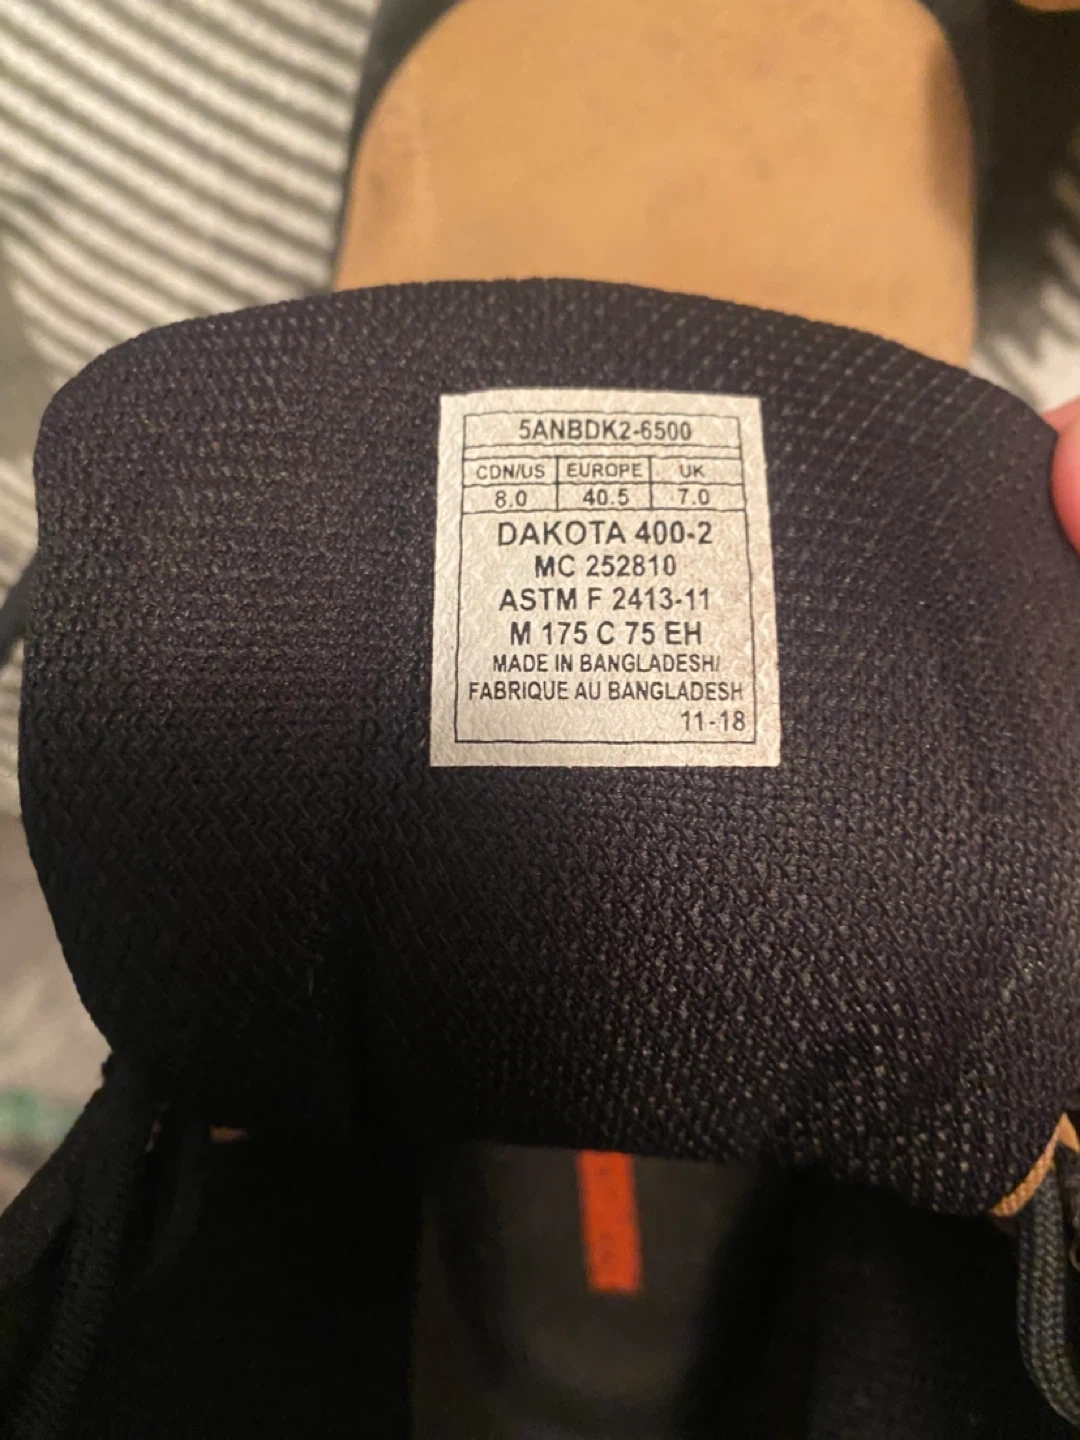 5ANBDK2-6500
CDN/US EUROPE UK
8.0 40.5 7.0
DAKOTA 400-2
MC 252810
ASTM F 2413-11
M 175 C 75 EH
MADE IN BANGLADESH/
FABRIQUE AU BANGLADESH
11-18